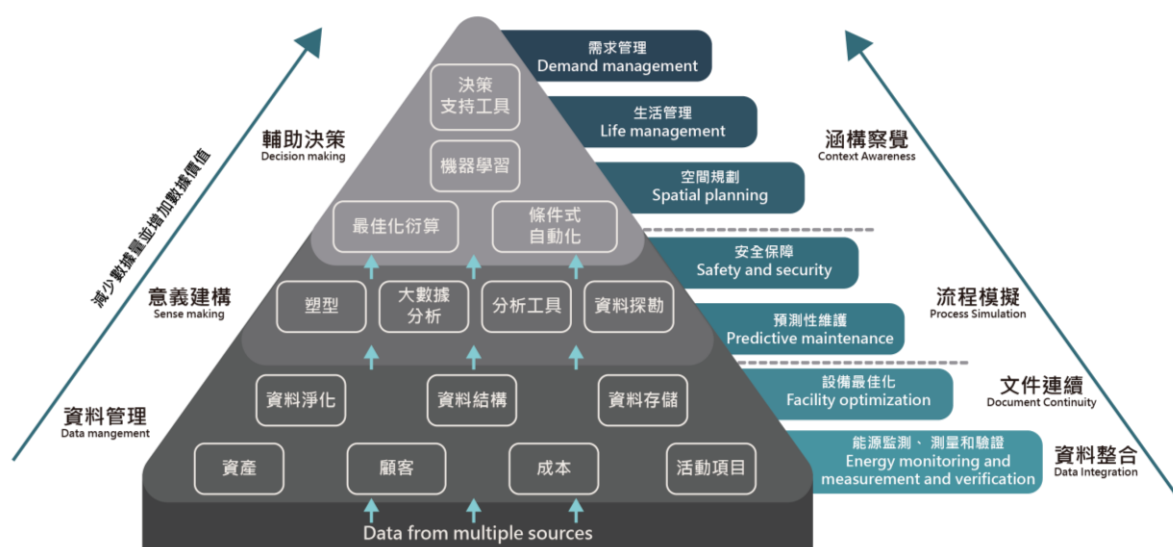 需求管理
Demand management
決策
支持工具
生活管理
Life management
輔助決策
Decision making
涵構察覺
Context Awareness
機器學習
空間規劃
Spatial planning
減少數據量並增加數據價值
最佳化衍算
條件式
自動化
安全保障
Safety and security
意義建構
Sense making
塑型
大數據
分析
分析工具
資料探勘
流程模擬
Process Simulation
預測性維護
Predictive maintenance
資料淨化
資料結構
資料存儲
設備最佳化
Facility optimization
文件連續
Document Continuity
資料管理
Data mangement
資產
顧客
成本
活動項目
能源監測、測量和驗證
Energy monitoring and
measurement and verification
資料整合
Data Integration
Data from multiple sources